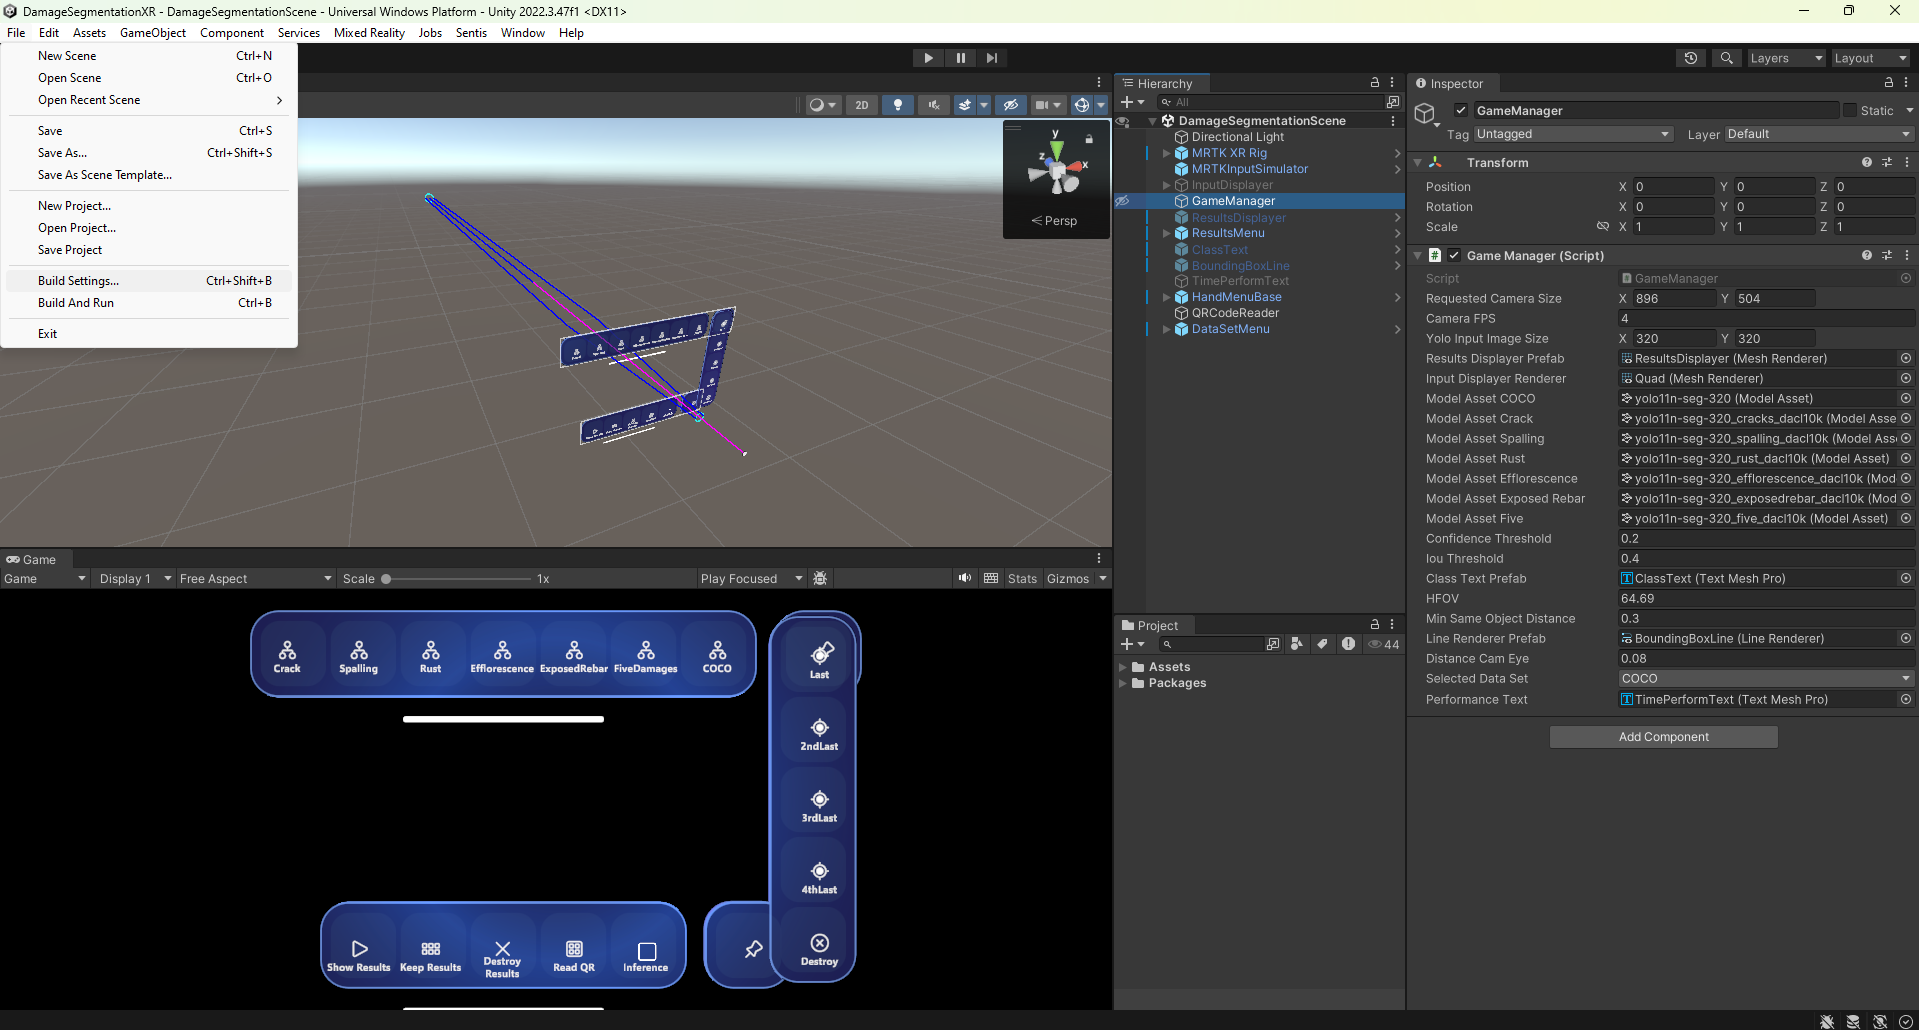 DamageSegmentationXR - DamageSegmentationScene - Universal Windows Platform - Unity 2022.3.47f1 <DX11>
File Edit Assets GameObject Component Services Mixed Reality Jobs Sentis Window Help
New Scene Ctrl+N
Open Scene Ctrl+O
Open Recent Scene
Save Ctrl+S
Save As... Ctrl+Shift+S
Save As Scene Template...
New Project...
Open Project...
Save Project
Build Settings... Ctrl+Shift+B
Build And Run Ctrl+B
Exit
Layers Layout
2D
y
z
x
< Persp
Game
Game Display 1 Free Aspect Scale 1x Play Focused Stats Gizmos
Crack Spalling Rust Efflorescence ExposedRebar FiveDamages COCO
Last
2ndLast
3rdLast
4thLast
Destroy
Show Results Keep Results Destroy Results Read QR Inference
Hierarchy
All
DamageSegmentationScene
Directional Light
MRTK XR Rig
MRTKInputSimulator
InputDisplayer
GameManager
ResultsDisplayer
ResultsMenu
ClassText
BoundingBoxLine
TimePerformText
HandMenuBase
QRCodeReader
DataSetMenu
Project
44
Assets
Packages
Inspector
GameManager Static
Tag Untagged Layer Default
Transform
Position X 0 Y 0 Z 0
Rotation X 0 Y 0 Z 0
Scale X 1 Y 1 Z 1
# Game Manager (Script)
Script GameManager
Requested Camera Size X 896 Y 504
Camera FPS 4
Yolo Input Image Size X 320 Y 320
Results Displayer Prefab ResultsDisplayer (Mesh Renderer)
Input Displayer Renderer Quad (Mesh Renderer)
Model Asset COCO yolo11n-seg-320 (Model Asset)
Model Asset Crack yolo11n-seg-320_cracks_dacl10k (Model Asse
Model Asset Spalling yolo11n-seg-320_spalling_dacl10k (Model Ass
Model Asset Rust yolo11n-seg-320_rust_dacl10k (Model Asset)
Model Asset Efflorescence yolo11n-seg-320_efflorescence_dacl10k (Mod
Model Asset Exposed Rebar yolo11n-seg-320_exposedrebar_dacl10k (Mod
Model Asset Five yolo11n-seg-320_five_dacl10k (Model Asset)
Confidence Threshold 0.2
Iou Threshold 0.4
Class Text Prefab ClassText (Text Mesh Pro)
HFOV 64.69
Min Same Object Distance 0.3
Line Renderer Prefab BoundingBoxLine (Line Renderer)
Distance Cam Eye 0.08
Selected Data Set COCO
Performance Text TimePerformText (Text Mesh Pro)
Add Component